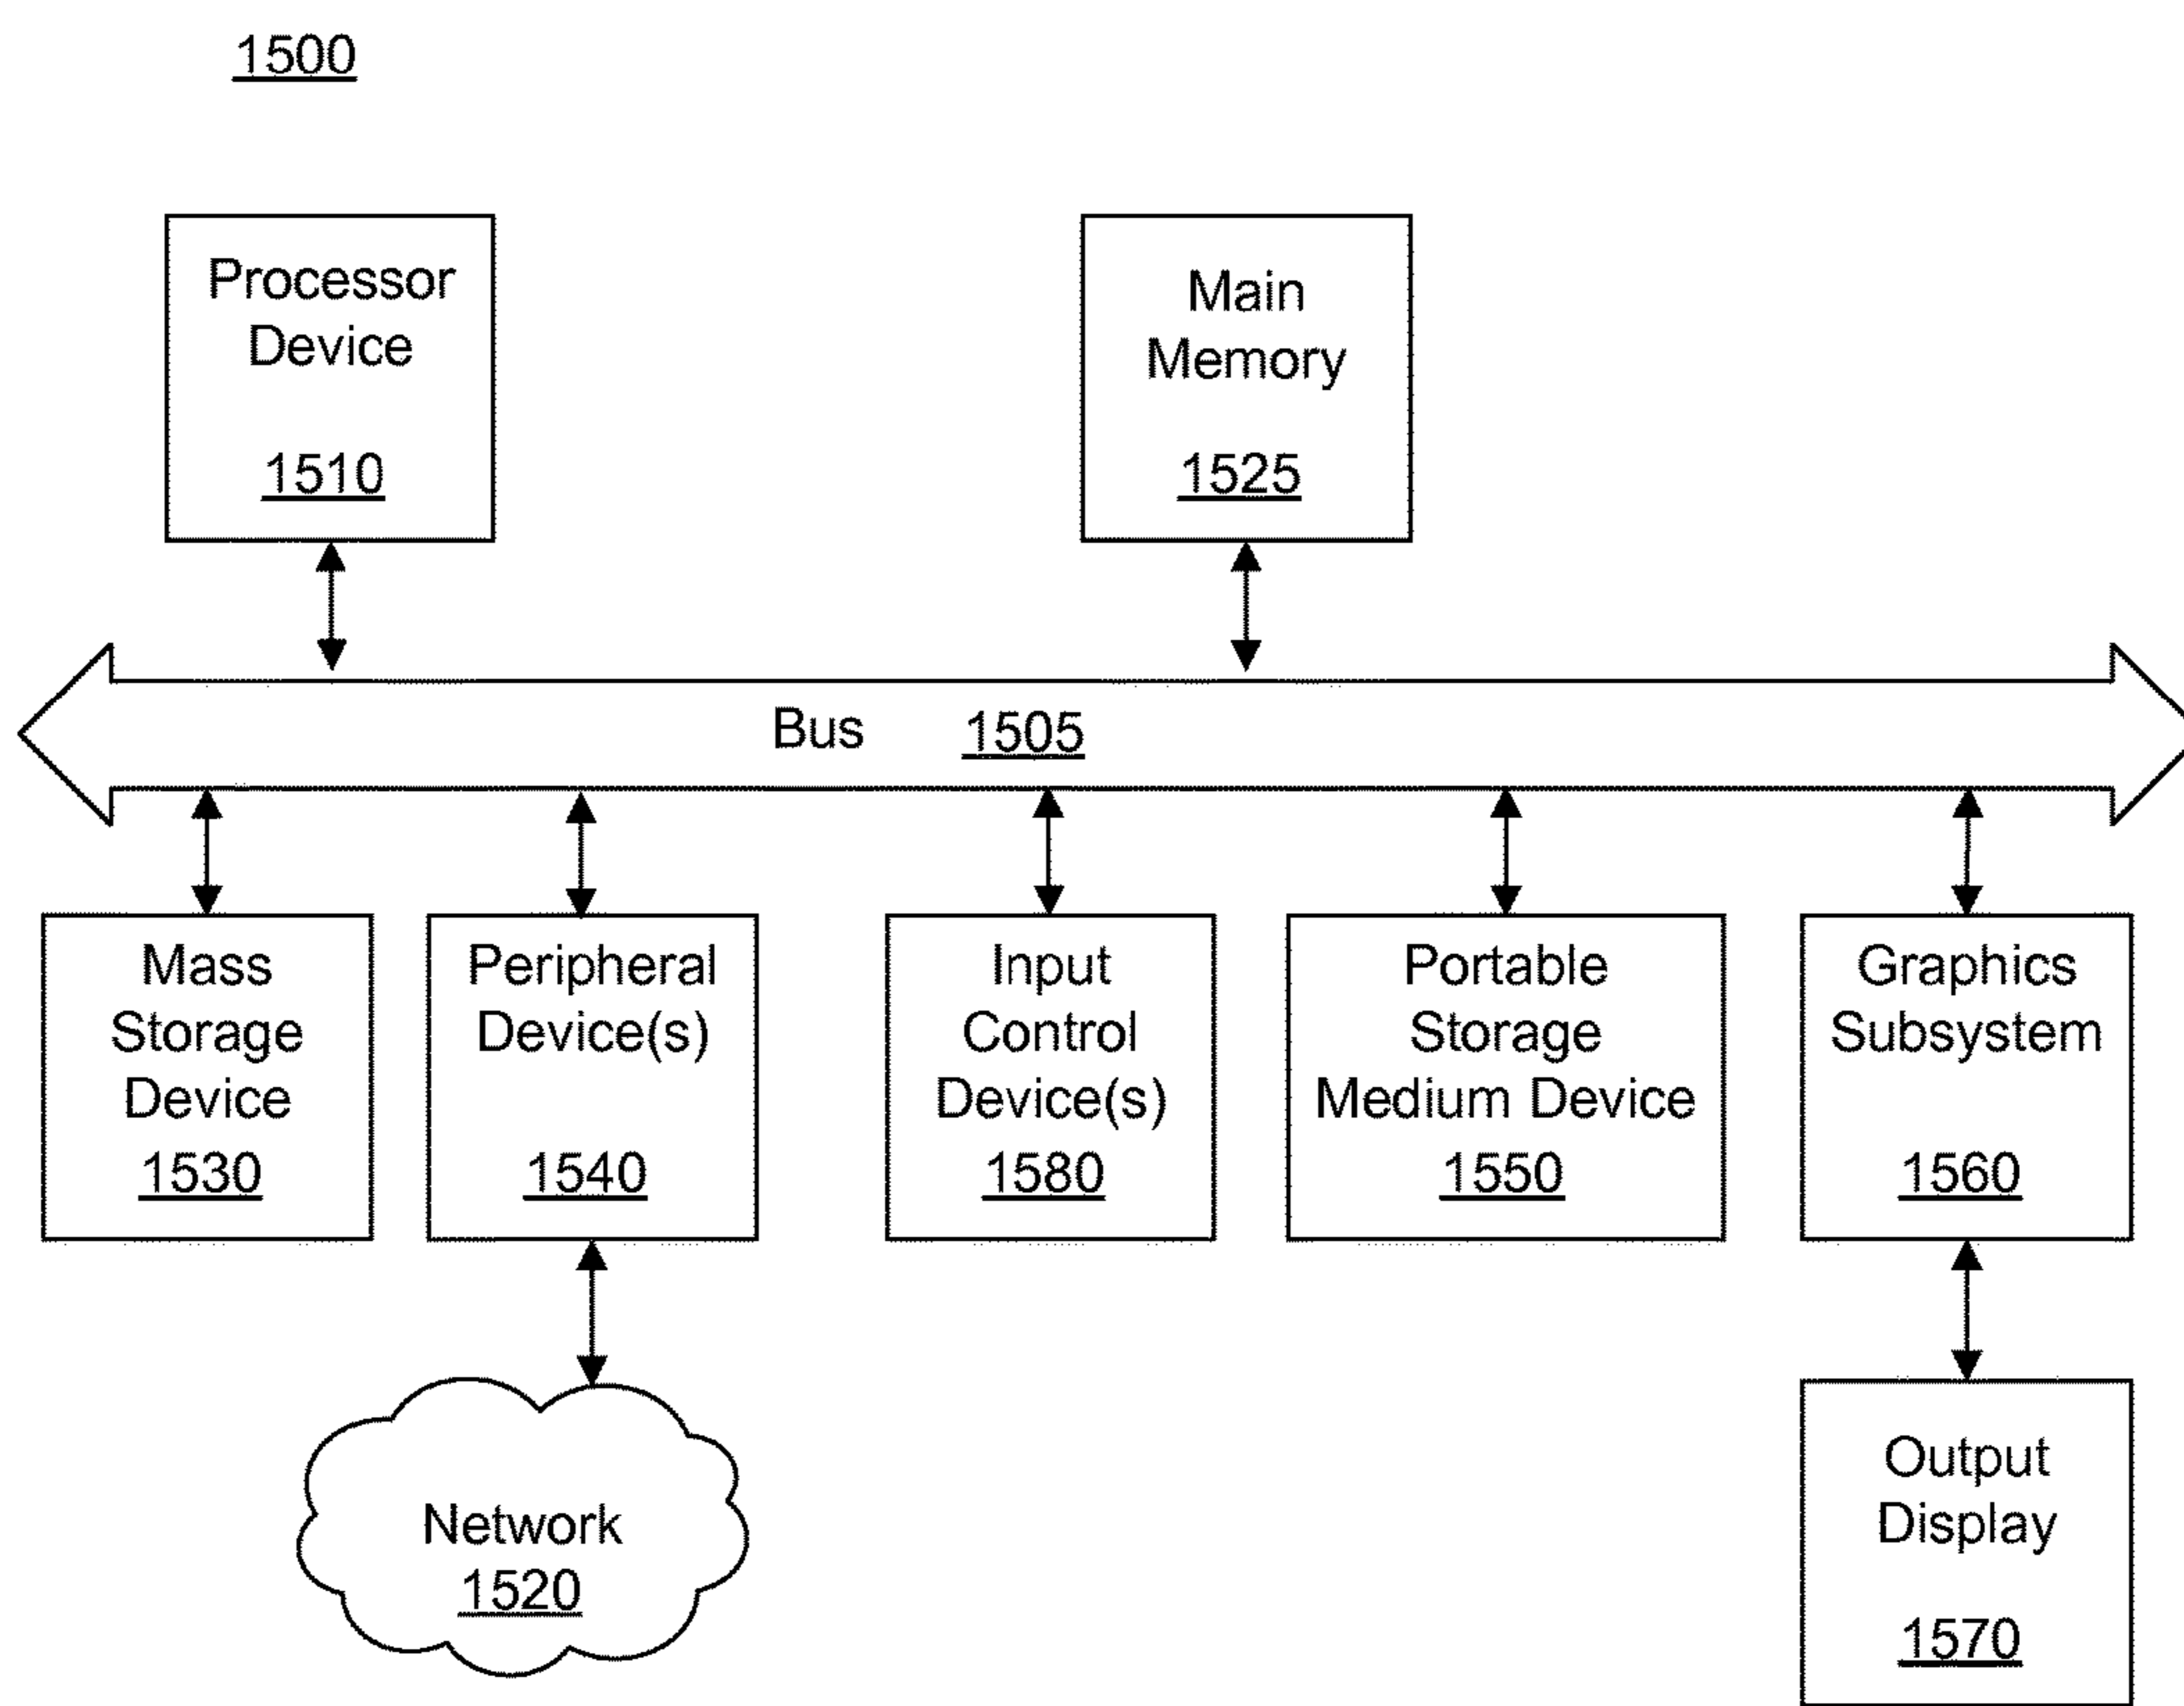 1500
Processor
Device
1510
Main
Memory
1525
Bus 1505
Mass
Storage
Device
1530
Peripheral
Device(s)
1540
Input
Control
Device(s)
1580
Portable
Storage
Medium Device
1550
Graphics
Subsystem
1560
Network
1520
Output
Display
1570